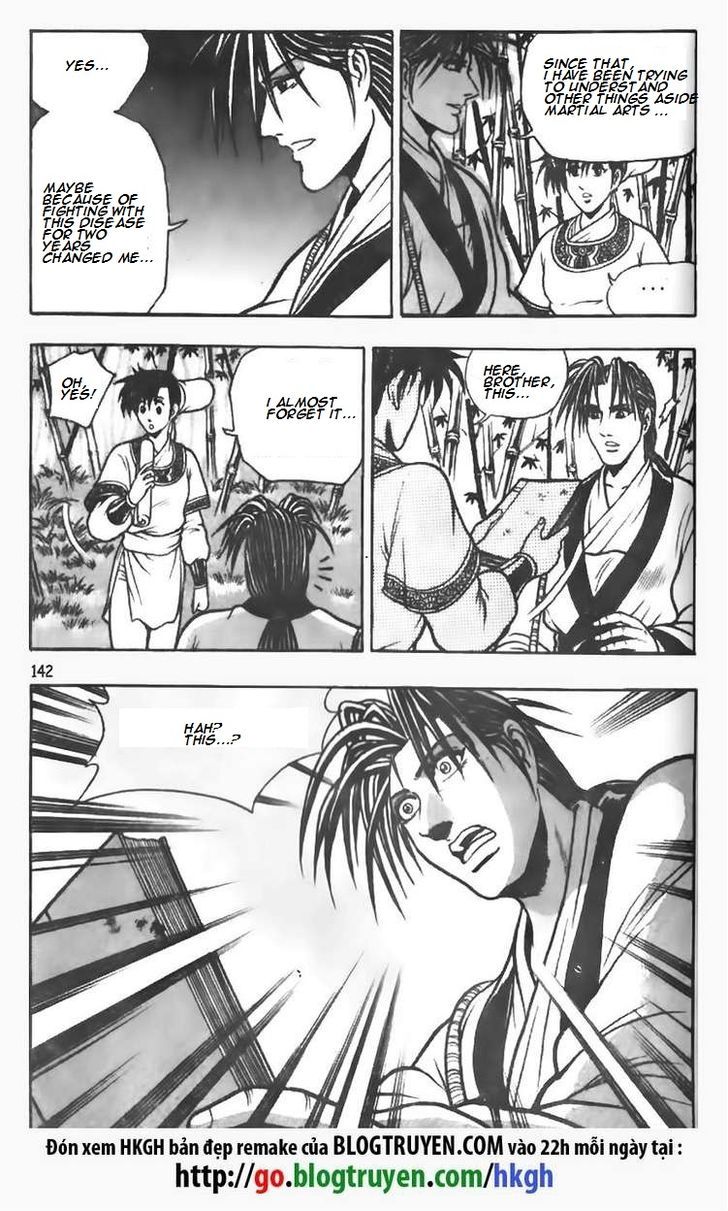 YES...
MAYBE
BECAUSE OF
FIGHTING WITH
THIS DISEASE
FOR TWO
YEARS
CHANGED ME...
SINCE THAT,
I HAVE BEEN TRYING
TO UNDERSTAND
OTHER THINGS ASIDE
MARTIAL ARTS ...
...
OH,
YES!
I ALMOST
FORGET IT...
HERE,
BROTHER,
THIS...
142
HAH?
THIS...?
Đón xem HKGH bản đẹp remake của BLOGTRUYEN.COM vào 22h mỗi ngày tại :
http://go.blogtruyen.com/hkgh